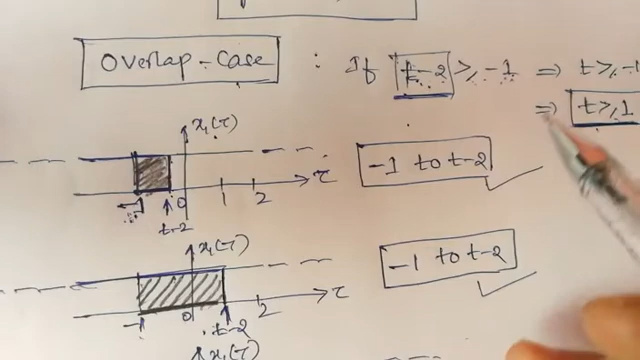 Overlap-Case : If t-2 ≥ -1 ⇒ t ≥ -1
⇒ t ≥ 1
x₁(τ)
-1 to t-2
τ
-1 0 1 2
t-2
x₁(τ)
-1 to t-2
τ
-1 0 t-2 2
x₁(τ)